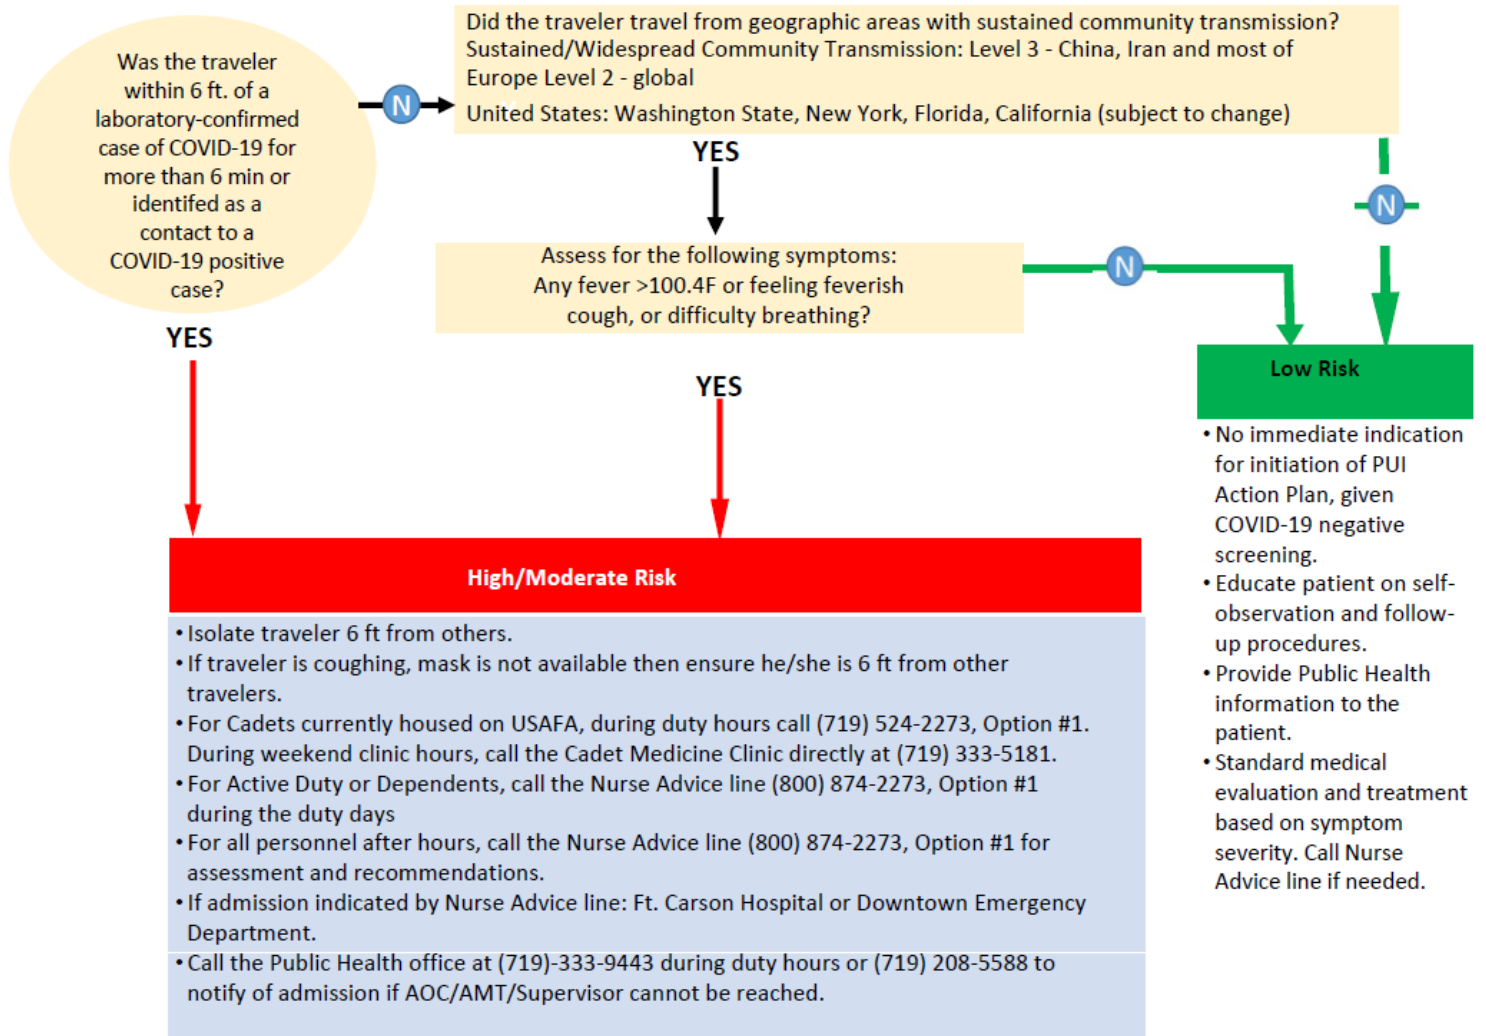 Was the traveler
within 6 ft. of a
laboratory-confirmed
case of COVID-19 for
more than 6 min or
identifed as a
contact to a
COVID-19 positive
case?
N
Did the traveler travel from geographic areas with sustained community transmission?
Sustained/Widespread Community Transmission: Level 3 - China, Iran and most of
Europe Level 2 - global
United States: Washington State, New York, Florida, California (subject to change)
YES
N
Assess for the following symptoms:
Any fever >100.4F or feeling feverish
cough, or difficulty breathing?
N
YES
YES
Low Risk
• No immediate indication
for initiation of PUI
Action Plan, given
COVID-19 negative
screening.
• Educate patient on self-
observation and follow-
up procedures.
• Provide Public Health
information to the
patient.
• Standard medical
evaluation and treatment
based on symptom
severity. Call Nurse
Advice line if needed.
High/Moderate Risk
• Isolate traveler 6 ft from others.
• If traveler is coughing, mask is not available then ensure he/she is 6 ft from other
travelers.
• For Cadets currently housed on USAFA, during duty hours call (719) 524-2273, Option #1.
During weekend clinic hours, call the Cadet Medicine Clinic directly at (719) 333-5181.
• For Active Duty or Dependents, call the Nurse Advice line (800) 874-2273, Option #1
during the duty days
• For all personnel after hours, call the Nurse Advice line (800) 874-2273, Option #1 for
assessment and recommendations.
• If admission indicated by Nurse Advice line: Ft. Carson Hospital or Downtown Emergency
Department.
• Call the Public Health office at (719)-333-9443 during duty hours or (719) 208-5588 to
notify of admission if AOC/AMT/Supervisor cannot be reached.